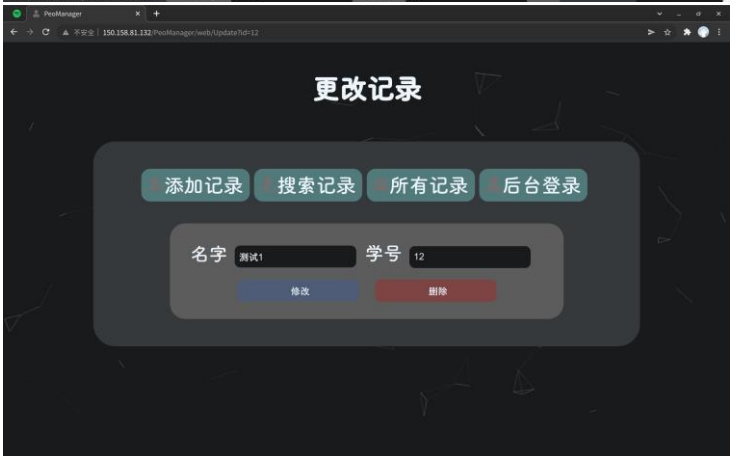 PeoManager
不安全 150.158.81.132/PeoManager/web/Update?id=12
更改记录
添加记录 搜索记录 所有记录 后台登录
名字 测试1 学号 12
修改 删除